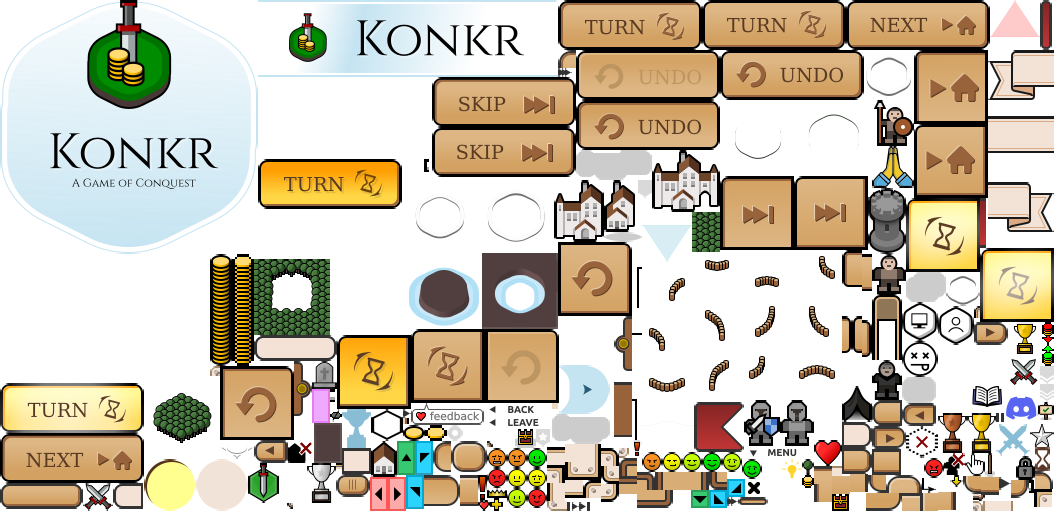 KONKR
TURN
TURN
NEXT
UNDO
UNDO
SKIP
UNDO
SKIP
KONKR
A GAME OF CONQUEST
TURN
TURN
feedback
BACK
LEAVE
MENU
NEXT